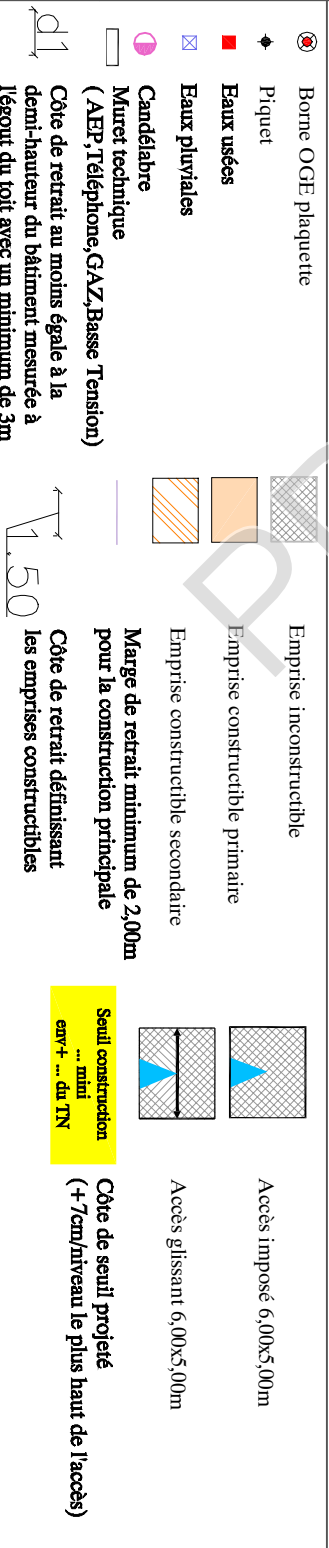 Borne OGE plaquette
Piquet
Eaux usées
Eaux pluviales
Candélabre
Muret technique
( AEP,Téléphone,GAZ,Basse Tension)
d1
Côte de retrait au moins égale à la
demi-hauteur du bâtiment mesurée à
l'égout du toit avec un minimum de 3m
Emprise inconstructible
Emprise constructible primaire
Emprise constructible secondaire
Marge de retrait minimum de 2,00m
pour la construction principale
1.50
Côte de retrait définissant
les emprises constructibles
Accès imposé 6,00x5,00m
Accès glissant 6,00x5,00m
Seuil construction
... mini
env+ ... du TN
Côte de seuil projeté
(+7cm/niveau le plus haut de l'accès)